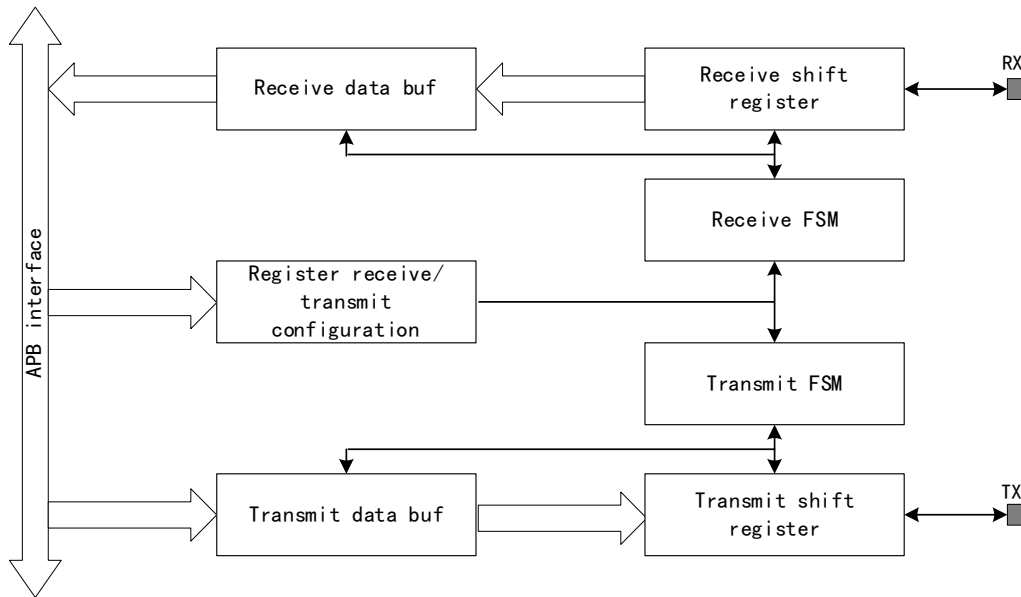 RX
Receive data buf
Receive shift
register
Receive FSM
APB interface
Register receive/
transmit
configuration
Transmit FSM
TX
Transmit data buf
Transmit shift
register